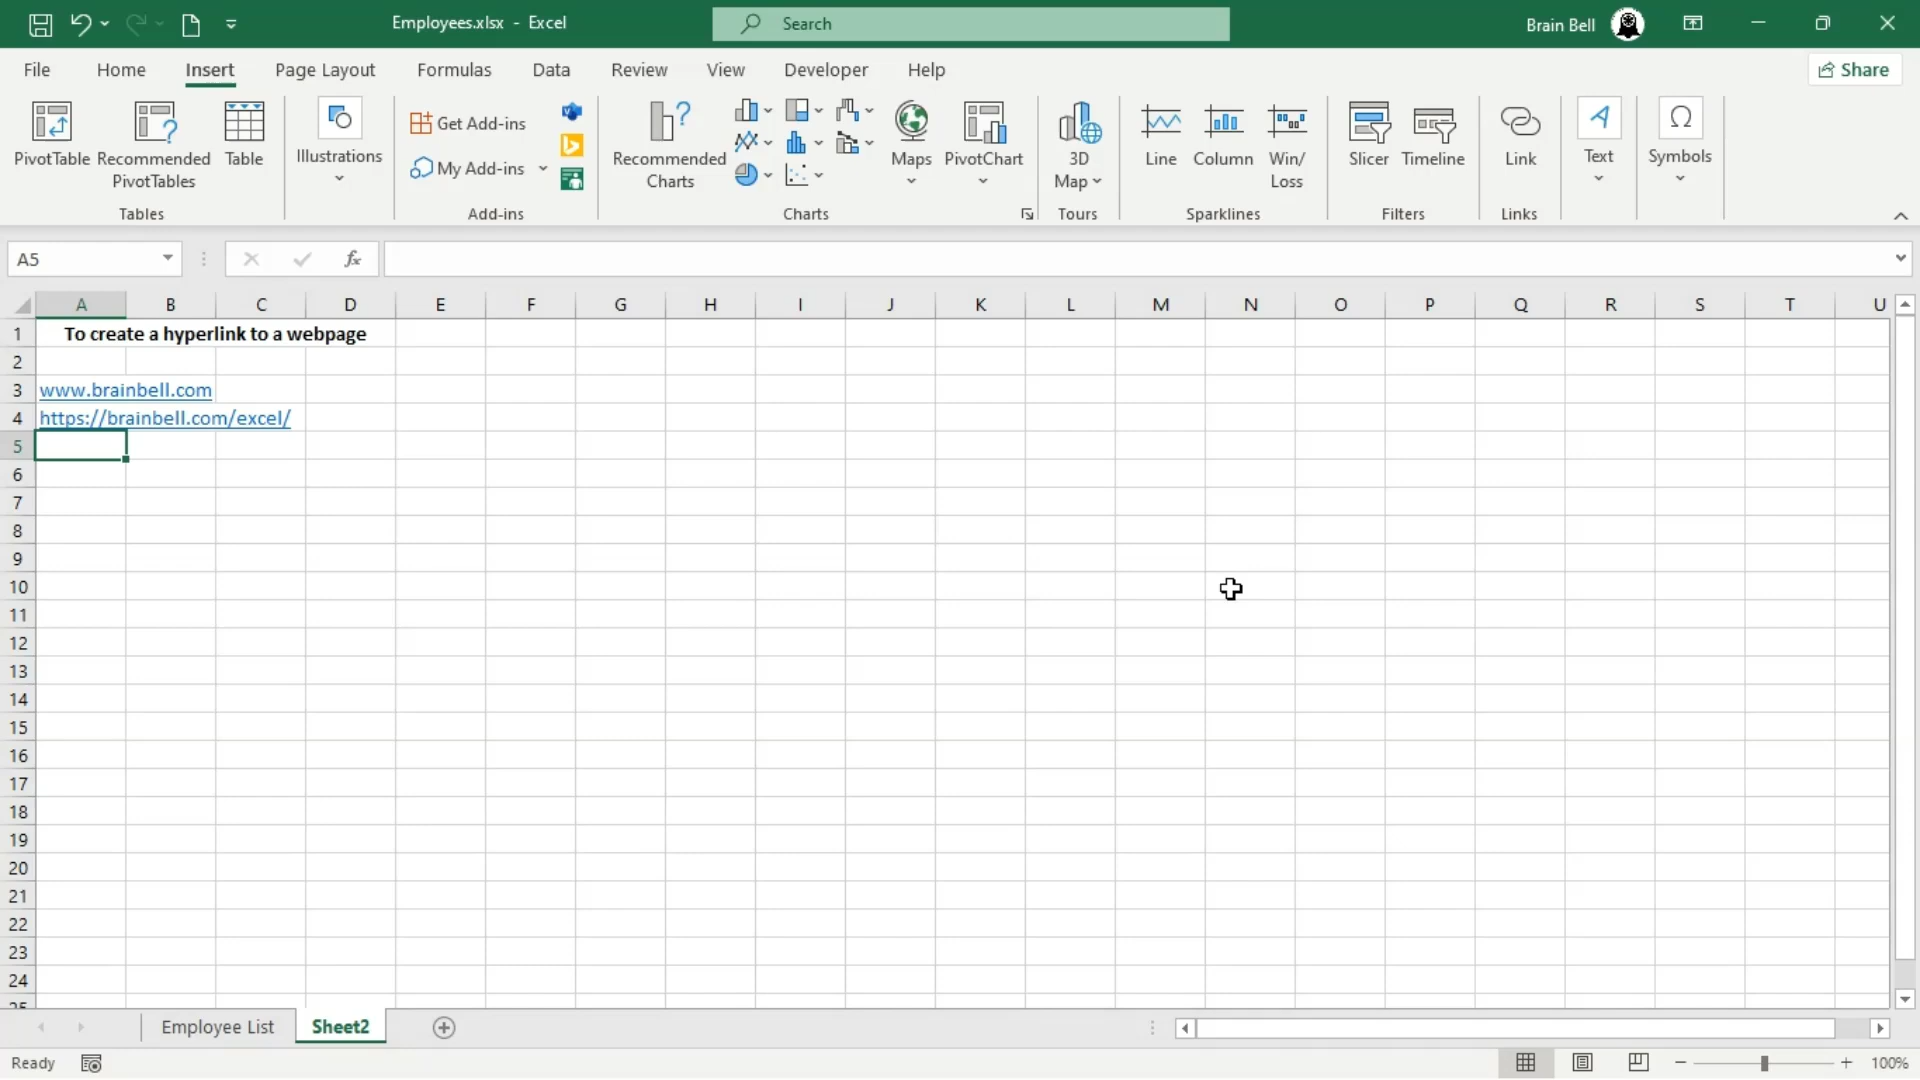 Employees.xlsx - Excel
Search
Brain Bell
File Home Insert Page Layout Formulas Data Review View Developer Help Share
PivotTable
Recommended PivotTables
Table
Tables
Illustrations
Get Add-ins
My Add-ins
Add-ins
Recommended Charts
Maps
PivotChart
Charts
3D Map
Tours
Line
Column
Win/Loss
Sparklines
Slicer
Timeline
Filters
Link
Links
Text
Symbols
A5
fx
A B C D E F G H I J K L M N O P Q R S T U
1 To create a hyperlink to a webpage
2
3 www.brainbell.com
4 https://brainbell.com/excel/
5
6
7
8
9
10
11
12
13
14
15
16
17
18
19
20
21
22
23
24
25
Employee List Sheet2
Ready 100%